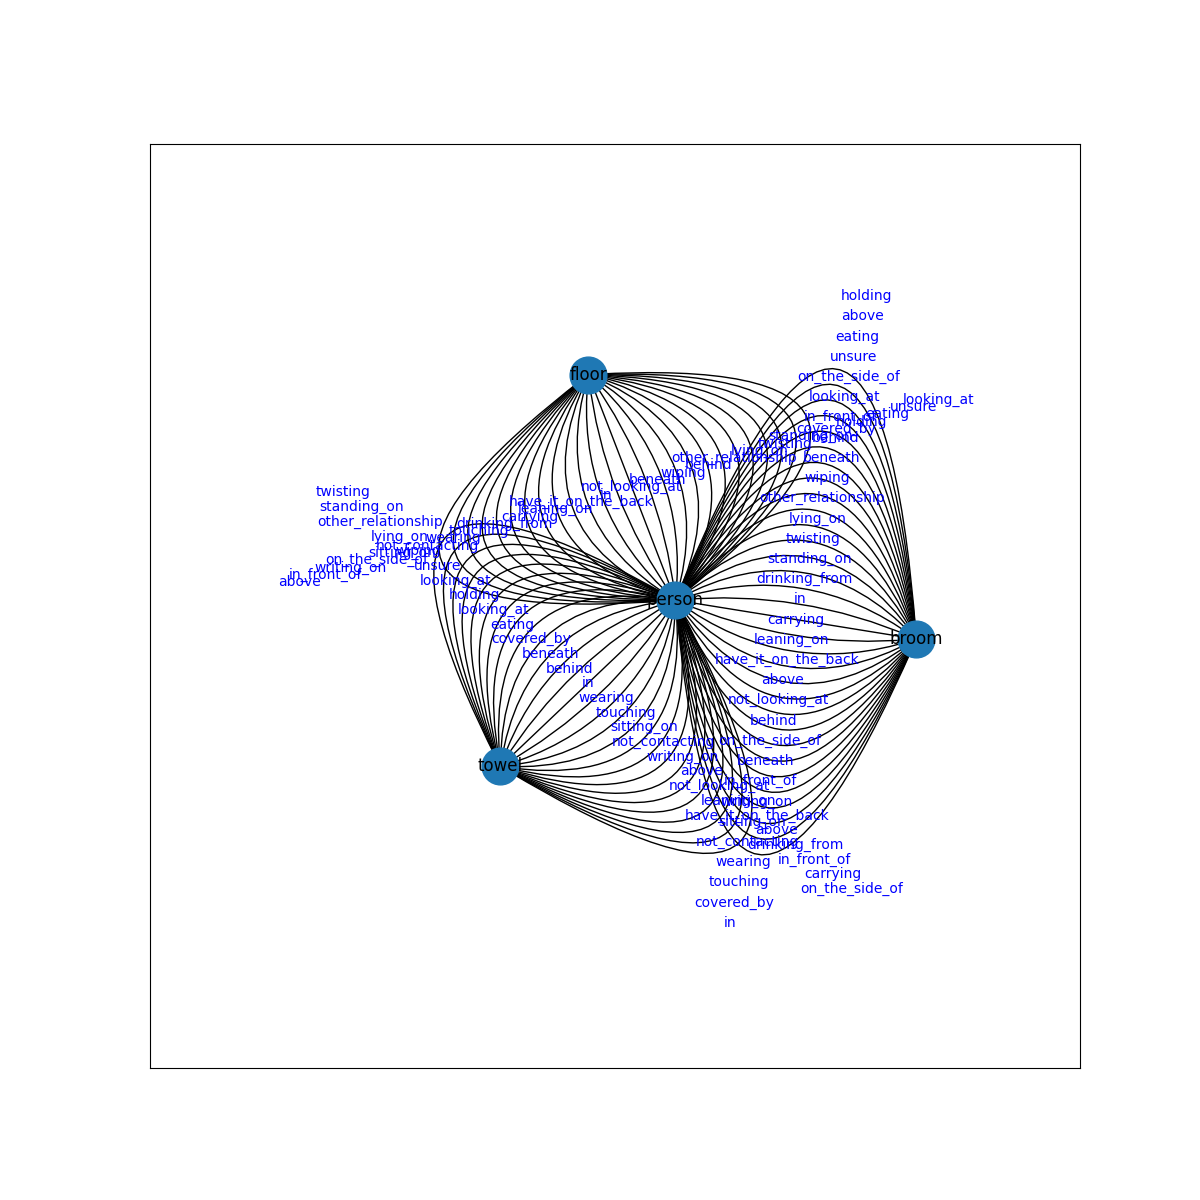 holding
above
eating
unsure
floor
on_the_side_of
looking_at
looking_at
unsure
eating
in_front_of
holding
covered_by
standing_on
behind
twisting
lying_on
other_relationship
beneath
behind
wiping
wiping
beneath
not_looking_at
twisting
in
other_relationship
have_it_on_the_back
standing_on
leaning_on
carrying
lying_on
other_relationship
drinking_from
touching
lying_on
wearing
twisting
not_contacting
sitting_on
wiping
on_the_side_of
standing_on
writing_on
unsure
in_front_of
above
looking_at
drinking_from
holding
person
in
looking_at
carrying
eating
covered_by
leaning_on
broom
beneath
have_it_on_the_back
behind
above
in
wearing
not_looking_at
touching
behind
sitting_on
not_contacting
on_the_side_of
writing_on
beneath
towel
above
in_front_of
not_looking_at
leaning_on
writing_on
have_it_on_the_back
sitting_on
above
not_contacting
drinking_from
wearing
in_front_of
carrying
touching
on_the_side_of
covered_by
in